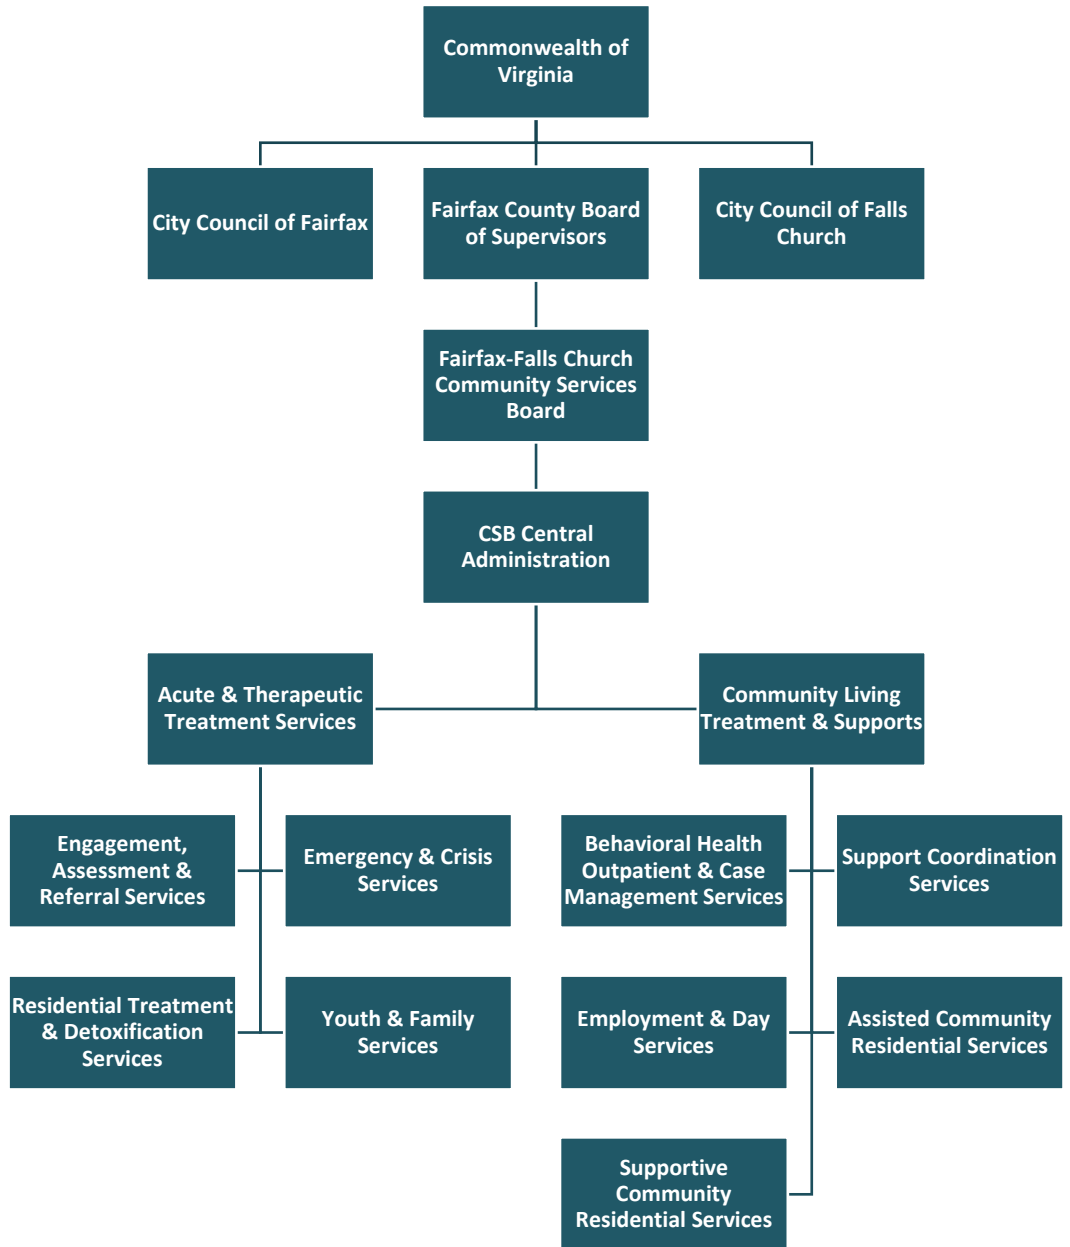 Commonwealth of
Virginia
City Council of Fairfax
Fairfax County Board
of Supervisors
City Council of Falls
Church
Fairfax-Falls Church
Community Services
Board
CSB Central
Administration
Acute & Therapeutic
Treatment Services
Community Living
Treatment & Supports
Engagement,
Assessment &
Referral Services
Emergency & Crisis
Services
Behavioral Health
Outpatient & Case
Management Services
Support Coordination
Services
Residential Treatment
& Detoxification
Services
Youth & Family
Services
Employment & Day
Services
Assisted Community
Residential Services
Supportive
Community
Residential Services